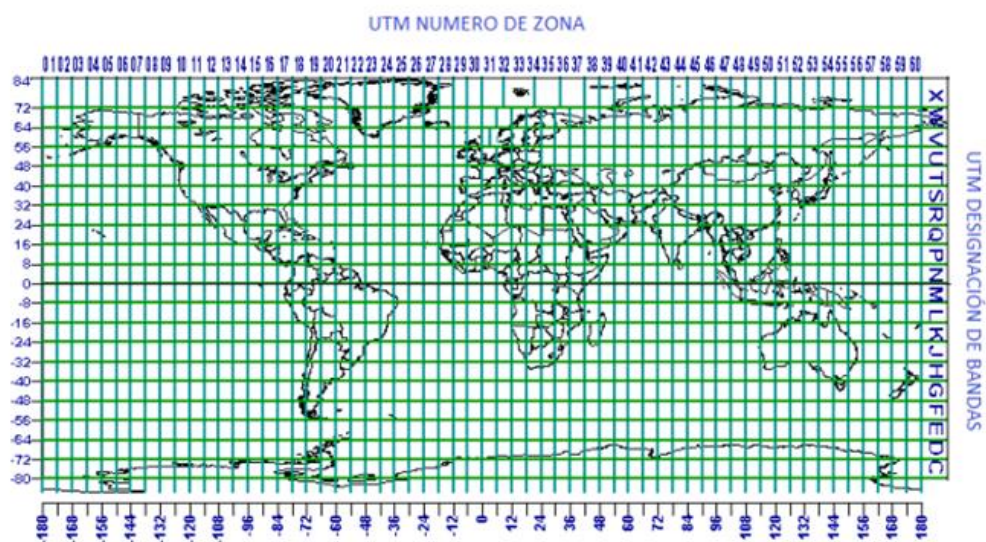 UTM NUMERO DE ZONA
01 02 03 04 05 06 07 08 09 10 11 12 13 14 15 16 17 18 19 20 21 22 23 24 25 26 27 28 29 30 31 32 33 34 35 36 37 38 39 40 41 42 43 44 45 46 47 48 49 50 51 52 53 54 55 56 57 58 59 60
84
72
64
56
48
40
32
24
16
8
0
-8
-16
-24
-32
-40
-48
-56
-64
-72
-80
X
W
V
U
T
S
R
Q
P
N
M
L
K
J
H
G
F
E
D
C
UTM DESIGNACIÓN DE BANDAS
-180 -168 -156 -144 -132 -120 -108 -96 -84 -72 -60 -48 -36 -24 -12 0 12 24 36 48 60 72 84 96 108 120 132 144 156 168 180